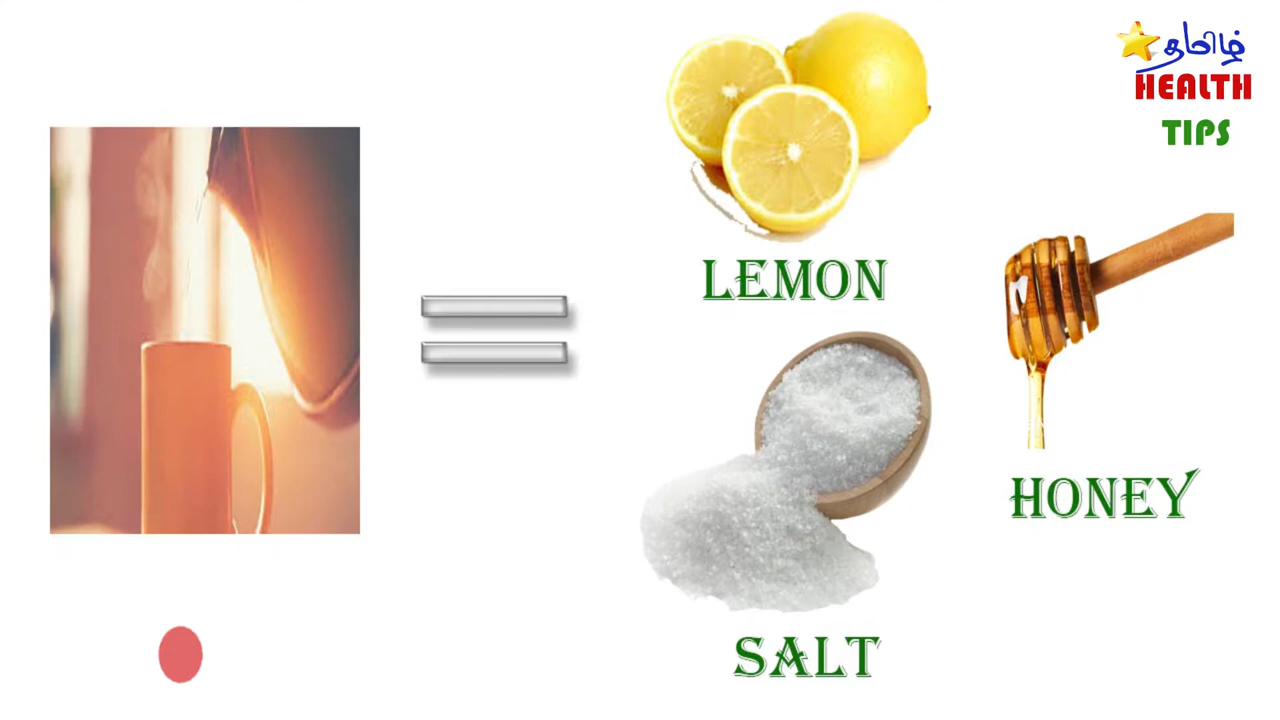 தமிழ்
HEALTH
TIPS
LEMON
HONEY
SALT